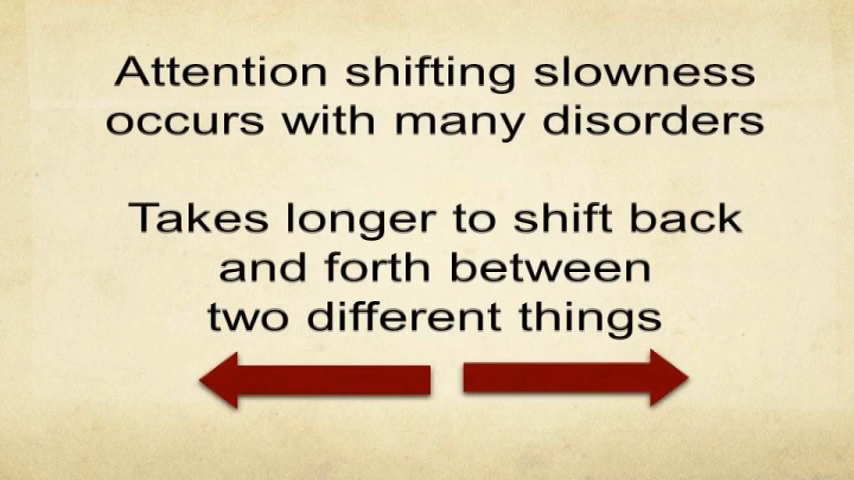 Attention shifting slowness
occurs with many disorders
Takes longer to shift back
and forth between
two different things